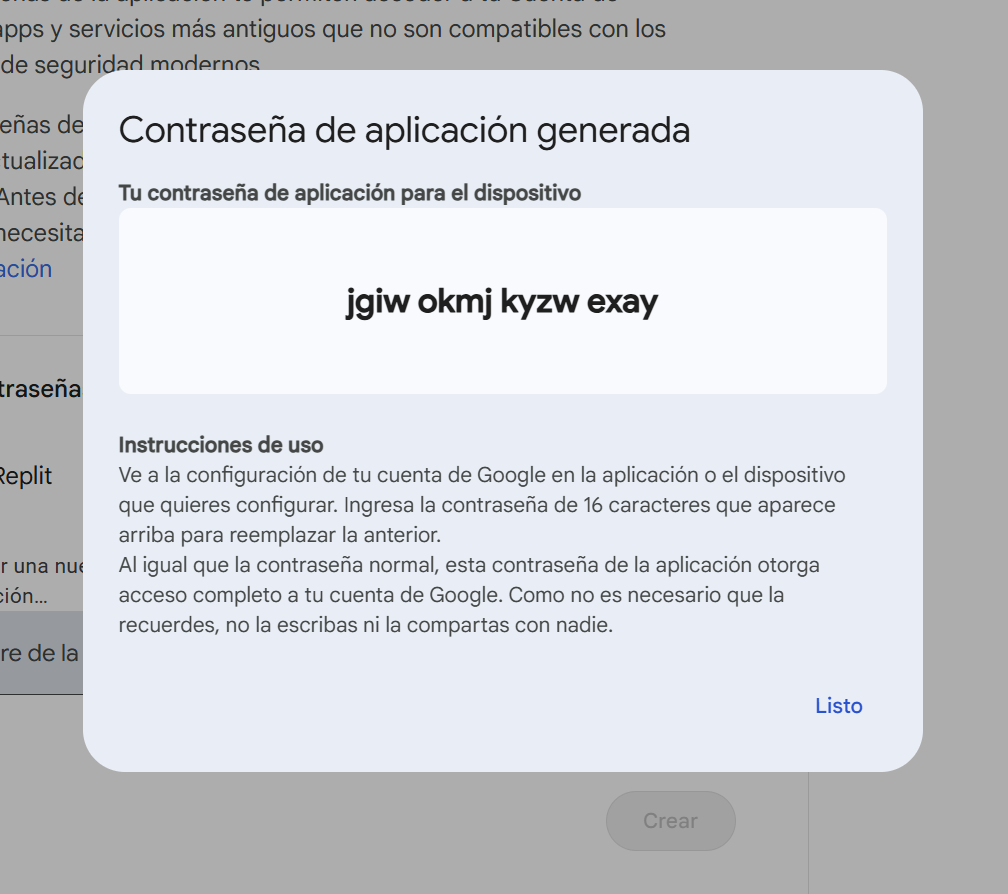 apps y servicios más antiguos que no son compatibles con los
de seguridad modernos.
Contraseña de aplicación generada
Tu contraseña de aplicación para el dispositivo
jgiw okmj kyzw exay
Instrucciones de uso
Ve a la configuración de tu cuenta de Google en la aplicación o el dispositivo
que quieres configurar. Ingresa la contraseña de 16 caracteres que aparece
arriba para reemplazar la anterior.
Al igual que la contraseña normal, esta contraseña de la aplicación otorga
acceso completo a tu cuenta de Google. Como no es necesario que la
recuerdes, no la escribas ni la compartas con nadie.
Listo
eñas de
tualizad
Antes de
necesita
ación
traseña
Replit
r una nue
ción...
re de la
Crear